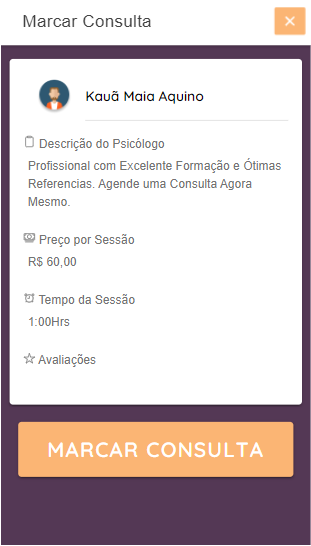 Marcar Consulta
Kauã Maia Aquino
Descrição do Psicólogo
Profissional com Excelente Formação e Ótimas
Referencias. Agende uma Consulta Agora
Mesmo.
Preço por Sessão
R$ 60,00
Tempo da Sessão
1:00Hrs
Avaliações
MARCAR CONSULTA